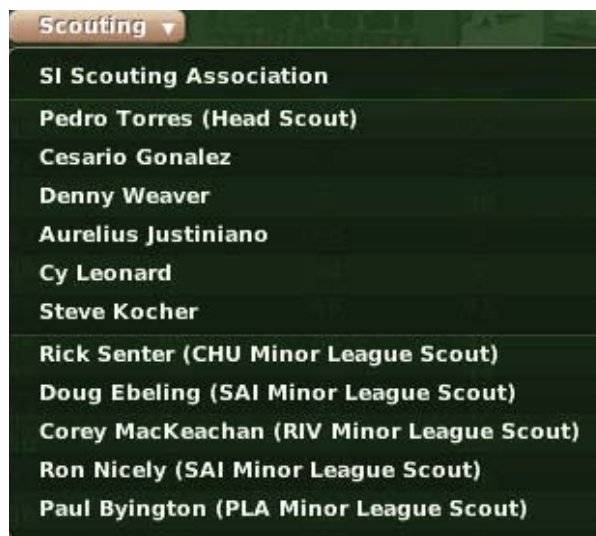 Scouting
SI Scouting Association
Pedro Torres (Head Scout)
Cesario Gonalez
Denny Weaver
Aurelius Justiniano
Cy Leonard
Steve Kocher
Rick Senter (CHU Minor League Scout)
Doug Ebeling (SAI Minor League Scout)
Corey MacKeachan (RIV Minor League Scout)
Ron Nicely (SAI Minor League Scout)
Paul Byington (PLA Minor League Scout)